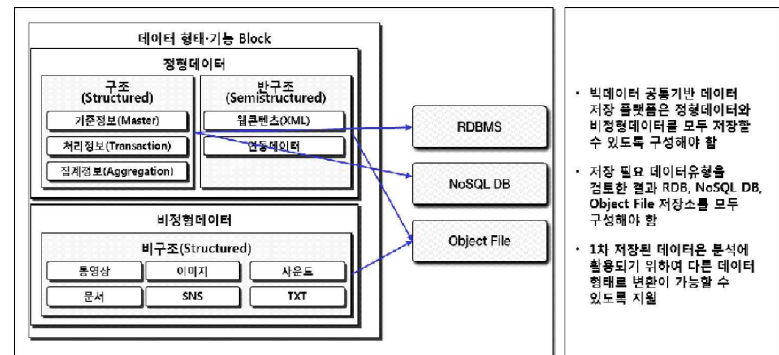 데이터 형태·기능 Block
정형데이터
구조
(Structured)
기준정보(Master)
처리정보(Transaction)
집계정보(Aggregation)
반구조
(Semistructured)
웹콘텐츠(XML)
연동데이터
비정형데이터
비구조(Structured)
동영상
이미지
사운드
문서
SNS
TXT
RDBMS
NoSQL DB
Object File
• 빅데이터 공통기반 데이터
저장 플랫폼은 정형데이터와
비정형데이터를 모두 저장할
수 있도록 구성해야 함
• 저장 필요 데이터유형을
검토한 결과 RDB, NoSQL DB,
Object File 저장소를 모두
구성해야 함
• 1차 저장된 데이터은 분석에
활용되기 위하여 다른 데이터
형태로 변환이 가능할 수
있도록 지원